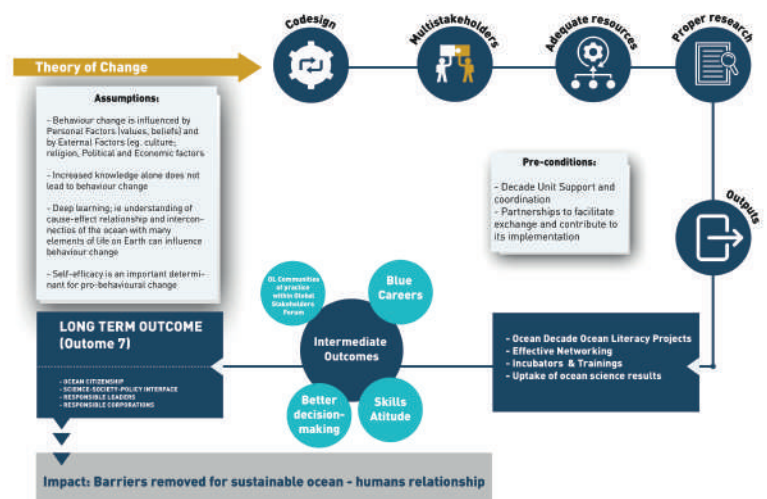 Codesign
Multistakeholders
Adequate resources
Proper research
Theory of Change
Assumptions:
- Behaviour change is influenced by
Personal Factors (values, beliefs) and
by External Factors (eg. culture;
religion, Political and Economic factors
- Increased knowledge alone does not
lead to behaviour change
- Deep learning; ie understanding of
cause-effect relationship and intercon-
necties of the ocean with many
elements of life on Earth can influence
behaviour change
- Self-efficacy is an important determi-
nant for pro-behavioural change
Pre-conditions:
- Decade Unit Support and
coordination
- Partnerships to facilitate
exchange and contribute to
its implementation
Outputs
- Ocean Decade Ocean Literacy Projects
- Effective Networking
- Incubators & Trainings
- Uptake of ocean science results
OL Communities
of practice
within Global
Stakeholders
Forum
Blue
Careers
Intermediate
Outcomes
Better
decision-
making
Skills
Atitude
LONG TERM OUTCOME
(Outome 7)
- OCEAN CITIZENSHIP
- SCIENCE-SOCIETY-POLICY INTERFACE
- RESPONSIBLE LEADERS
- RESPONSIBLE CORPORATIONS
Impact: Barriers removed for sustainable ocean - humans relationship